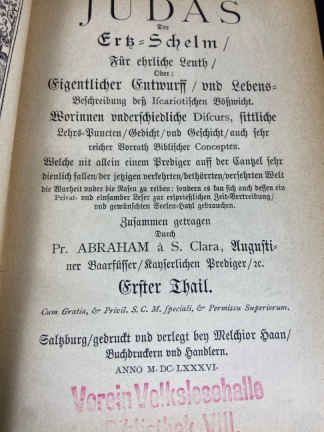 JUDAS
Der
Ertz-Schelm/
Für ehrliche Leuth/
Oder:
Eigentlicher Entwurff/ und Lebens-
Beschreibung deß Iscariotischen Bößwicht.
Worinnen underschiedliche Discurs, sittliche
Lehrs-Puncten/ Gedicht/ und Geschicht/ auch sehr
reicher Vorrath Biblischer Concepten.
Welche nit allein einem Prediger auff der Cantzel sehr
dienlich fallen/ der jetzigen verkehrten/ bethörrten/ versehrten Welt
die Warheit under die Nasen zu reiben: sondern es kan sich auch dessen ein
Privat- und einsamber Leser zur ersprießlichen Zeit-Vertreibung/
und gewünschten Seelen-Hayl gebrauchen.
Zusammen getragen
Durch
Pr. ABRAHAM à S. Clara, Augusti-
ner Baarfüsser/ Kayserlichen Prediger/ ꝛc.
Erster Thail.
Cum Gratia, & Privil. S. C. M. speciali, & Permissu Superiorum.
Saltzburg/ gedruckt und verlegt bey Melchior Haan/
Buchdruckern und Handlern.
ANNO M. DC LXXXVI.
Verein Volkslesehalle
Bibliothek VIII.